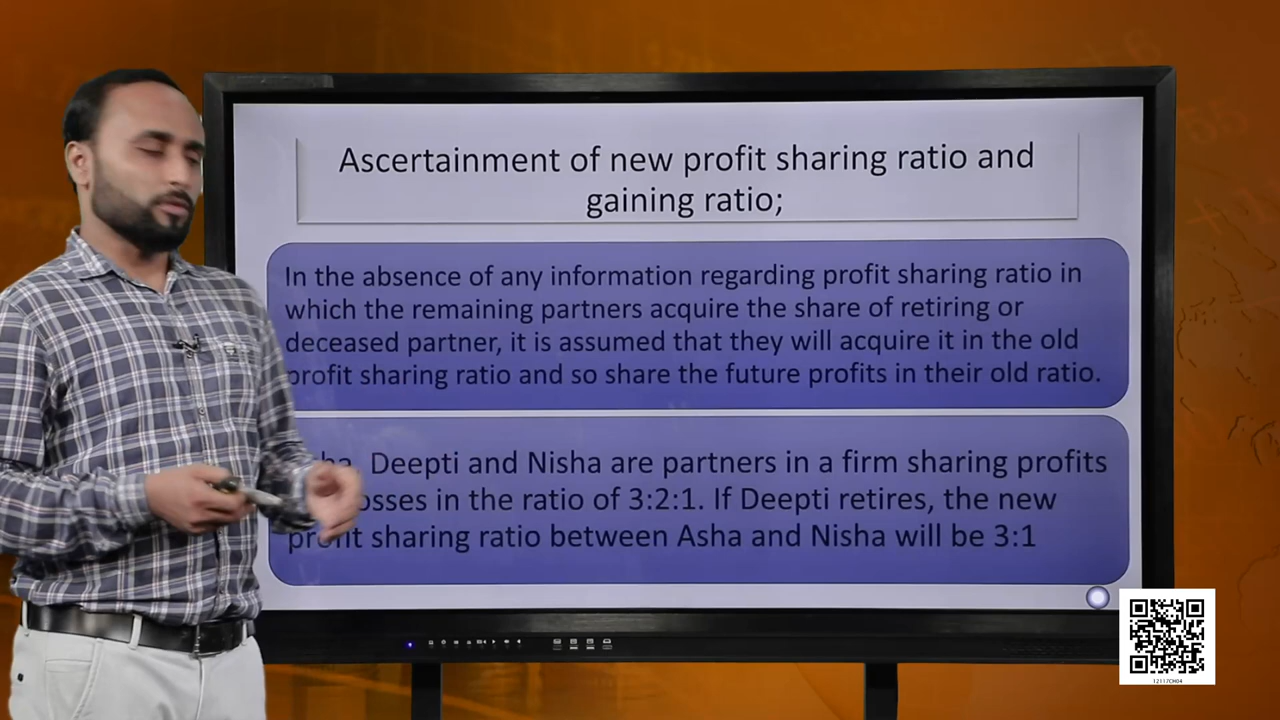 Ascertainment of new profit sharing ratio and
gaining ratio;
In the absence of any information regarding profit sharing ratio in
which the remaining partners acquire the share of retiring or
deceased partner, it is assumed that they will acquire it in the old
profit sharing ratio and so share the future profits in their old ratio.
Deepti and Nisha are partners in a firm sharing profits
in the ratio of 3:2:1. If Deepti retires, the new
profit sharing ratio between Asha and Nisha will be 3:1
12117CH04